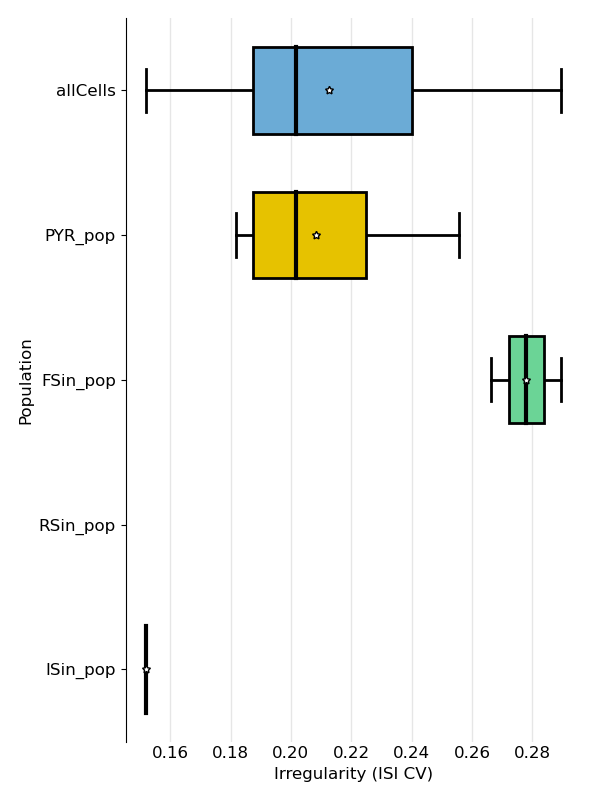 allCells
PYR_pop
FSin_pop
RSin_pop
ISin_pop
Population
0.16 0.18 0.20 0.22 0.24 0.26 0.28
Irregularity (ISI CV)